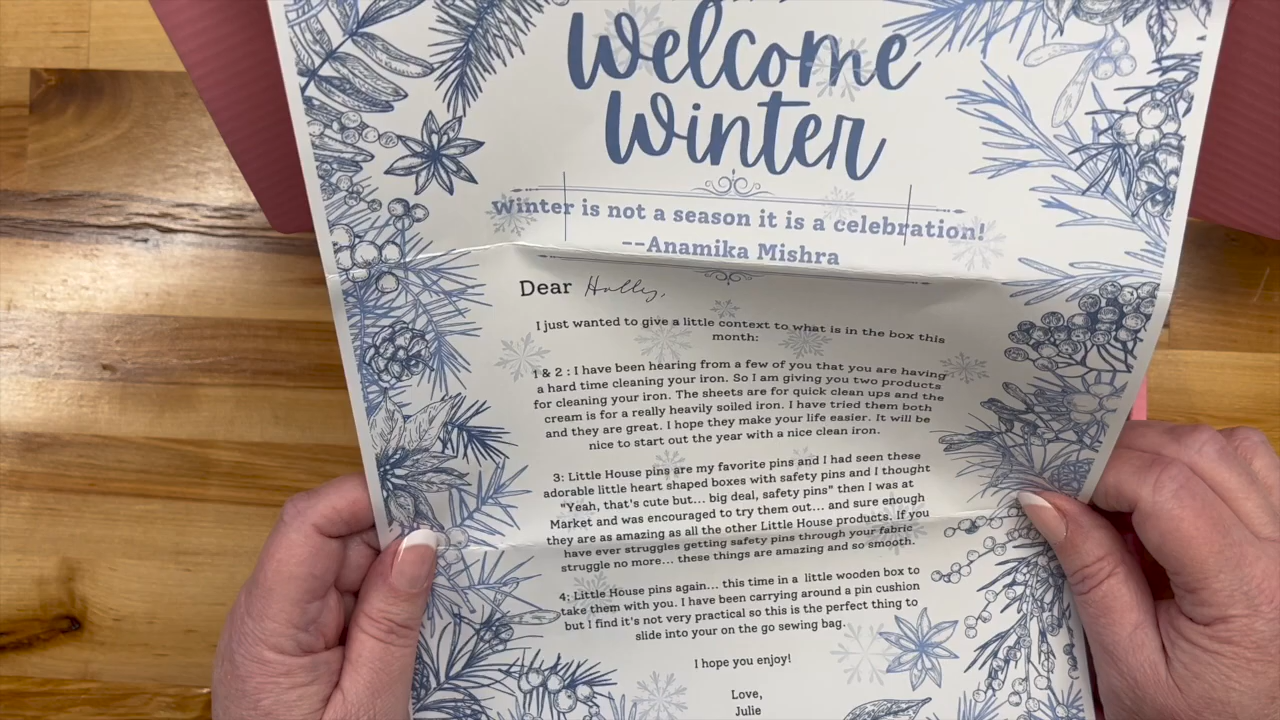 Welcome
Winter
Winter is not a season it is a celebration!
--Anamika Mishra
Dear Holly,
I just wanted to give a little context to what is in the box this
month:
1 & 2 : I have been hearing from a few of you that you are having
a hard time cleaning your iron. So I am giving you two products
for cleaning your iron. The sheets are for quick clean ups and the
cream is for a really heavily soiled iron. I have tried them both
and they are great. I hope they make your life easier. It will be
nice to start out the year with a nice clean iron.
3: Little House pins are my favorite pins and I had seen these
adorable little heart shaped boxes with safety pins and I thought
"Yeah, that's cute but... big deal, safety pins" then I was at
Market and was encouraged to try them out... and sure enough
they are as amazing as all the other Little House products. If you
have ever struggles getting safety pins through your fabric
struggle no more... these things are amazing and so smooth.
4: Little House pins again... this time in a little wooden box to
take them with you. I have been carrying around a pin cushion
but I find it's not very practical so this is the perfect thing to
slide into your on the go sewing bag.
I hope you enjoy!
Love,
Julie